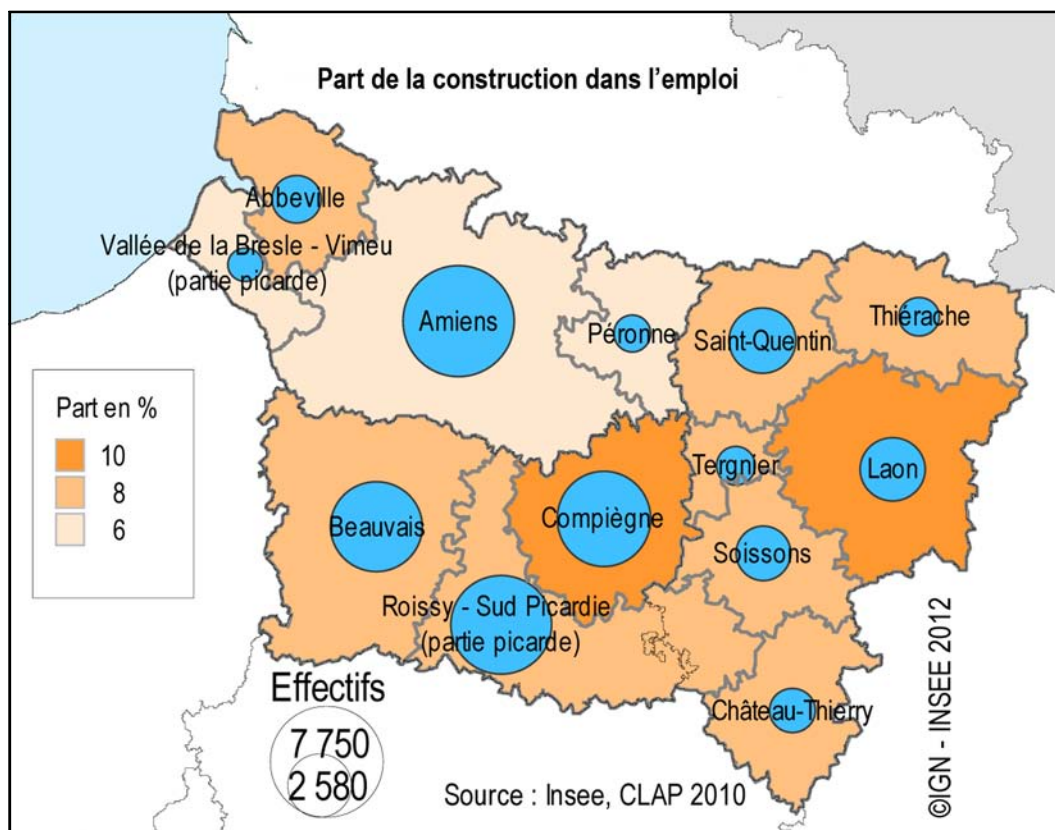 Part de la construction dans l'emploi
Abbeville
Vallée de la Bresle - Vimeu
(partie picarde)
Amiens
Péronne
Saint-Quentin
Thiérache
Part en %
10
8
6
Tergnier
Laon
Beauvais
Compiègne
Soissons
Roissy - Sud Picardie
(partie picarde)
Château-Thierry
Effectifs
7 750
2 580
Source : Insee, CLAP 2010
©IGN - INSEE 2012